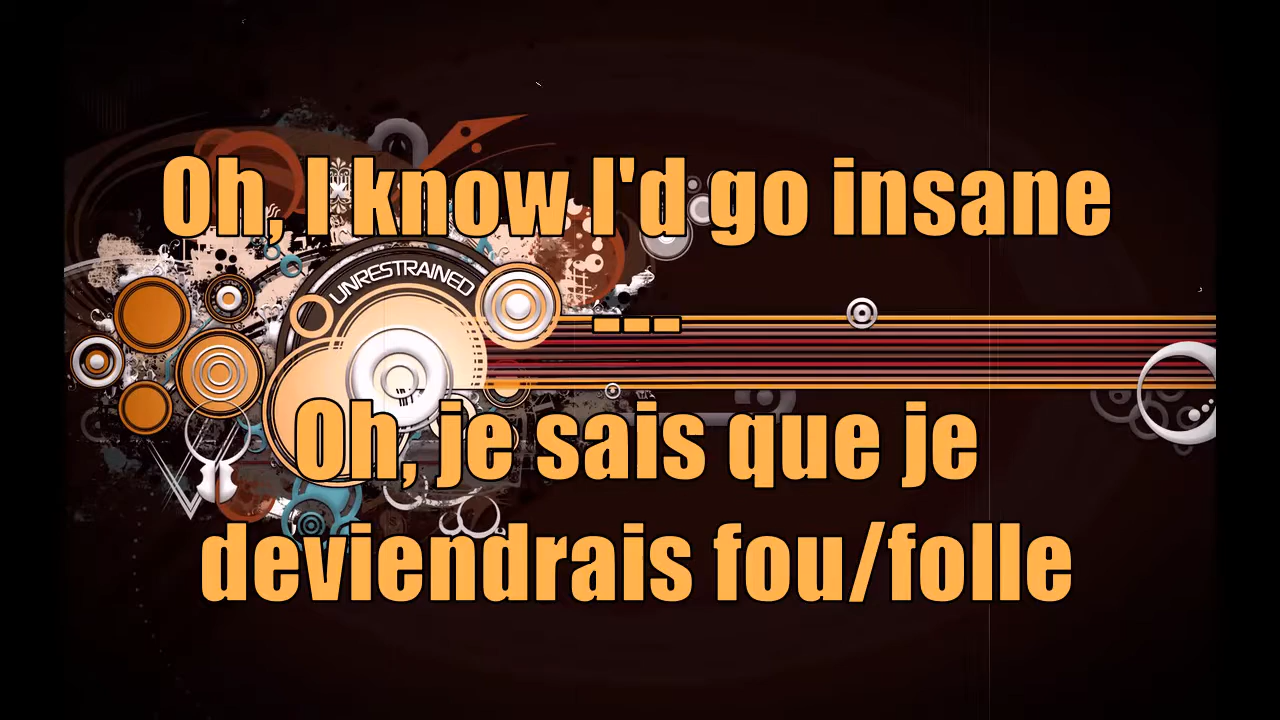 Oh, I know I'd go insane
UNRESTRAINED
---
Oh, je sais que je
deviendrais fou/folle